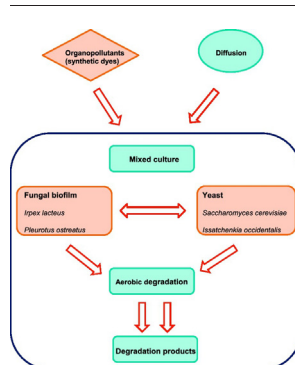 Organopollutants
(synthetic dyes)
Diffusion
Mixed culture
Fungal biofilm
Irpex lacteus
Pleurotus ostreatus
Yeast
Saccharomyces cerevisiae
Issatchenkia occidentalis
Aerobic degradation
Degradation products